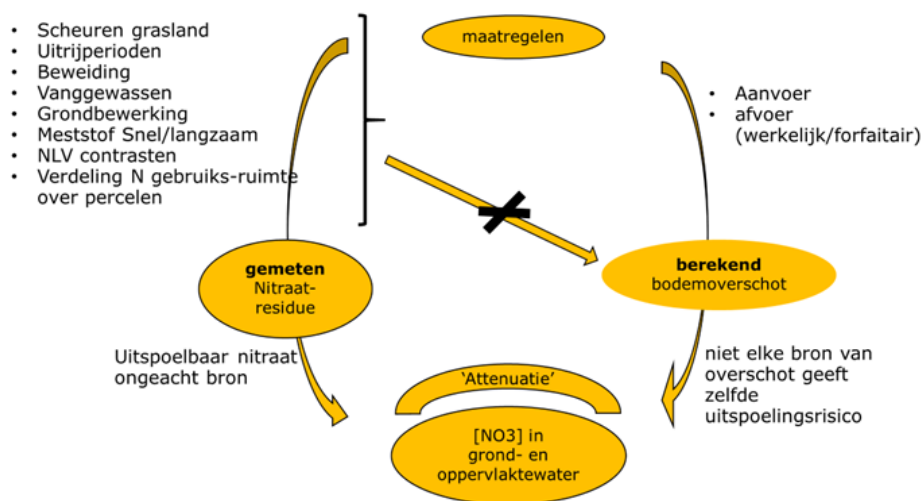 • Scheuren grasland
• Uitrijperioden
• Beweiding
• Vanggewassen
• Grondbewerking
• Meststof Snel/langzaam
• NLV contrasten
• Verdeling N gebruiks-ruimte
over percelen
maatregelen
• Aanvoer
• afvoer
(werkelijk/forfaitair)
gemeten
Nitraat-
residue
berekend
bodemoverschot
Uitspoelbaar nitraat
ongeacht bron
niet elke bron van
overschot geeft
zelfde
uitspoelingsrisico
‘Attenuatie’
[NO3] in
grond- en
oppervlaktewater